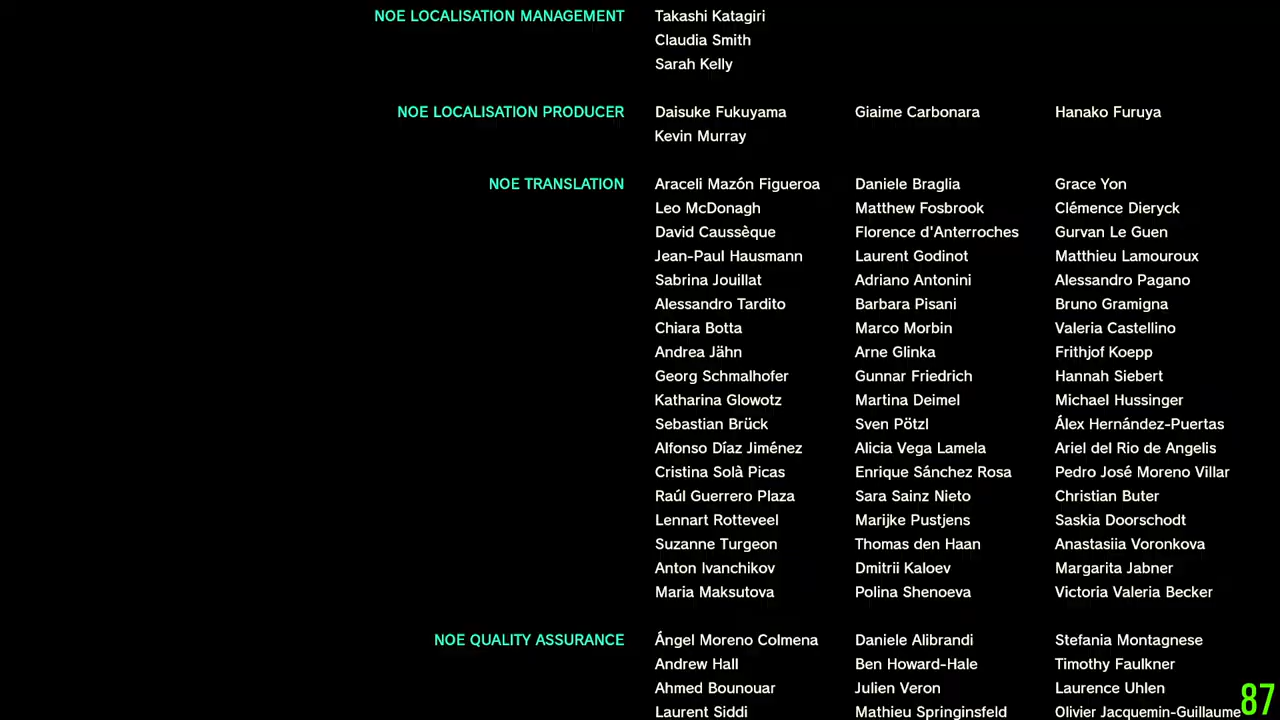 NOE LOCALISATION MANAGEMENT Takashi Katagiri
Claudia Smith
Sarah Kelly
NOE LOCALISATION PRODUCER Daisuke Fukuyama Giaime Carbonara Hanako Furuya
Kevin Murray
NOE TRANSLATION Araceli Mazón Figueroa Daniele Braglia Grace Yon
Leo McDonagh Matthew Fosbrook Clémence Dieryck
David Caussèque Florence d'Anterroches Gurvan Le Guen
Jean-Paul Hausmann Laurent Godinot Matthieu Lamouroux
Sabrina Jouillat Adriano Antonini Alessandro Pagano
Alessandro Tardito Barbara Pisani Bruno Gramigna
Chiara Botta Marco Morbin Valeria Castellino
Andrea Jähn Arne Glinka Frithjof Koepp
Georg Schmalhofer Gunnar Friedrich Hannah Siebert
Katharina Glowotz Martina Deimel Michael Hussinger
Sebastian Brück Sven Pötzl Álex Hernández-Puertas
Alfonso Díaz Jiménez Alicia Vega Lamela Ariel del Rio de Angelis
Cristina Solà Picas Enrique Sánchez Rosa Pedro José Moreno Villar
Raúl Guerrero Plaza Sara Sainz Nieto Christian Buter
Lennart Rotteveel Marijke Pustjens Saskia Doorschodt
Suzanne Turgeon Thomas den Haan Anastasiia Voronkova
Anton Ivanchikov Dmitrii Kaloev Margarita Jabner
Maria Maksutova Polina Shenoeva Victoria Valeria Becker
NOE QUALITY ASSURANCE Ángel Moreno Colmena Daniele Alibrandi Stefania Montagnese
Andrew Hall Ben Howard-Hale Timothy Faulkner
Ahmed Bounouar Julien Veron Laurence Uhlen
Laurent Siddi Mathieu Springinsfeld Olivier Jacquemin-Guillaume
87